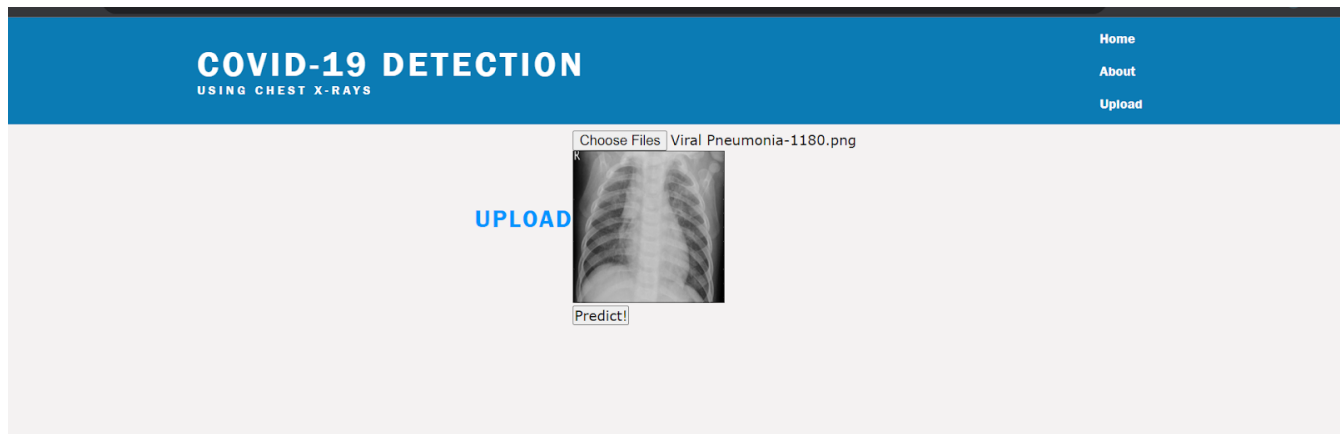 COVID-19 DETECTION
USING CHEST X-RAYS
Home
About
Upload
Choose Files Viral Pneumonia-1180.png
R
UPLOAD
Predict!